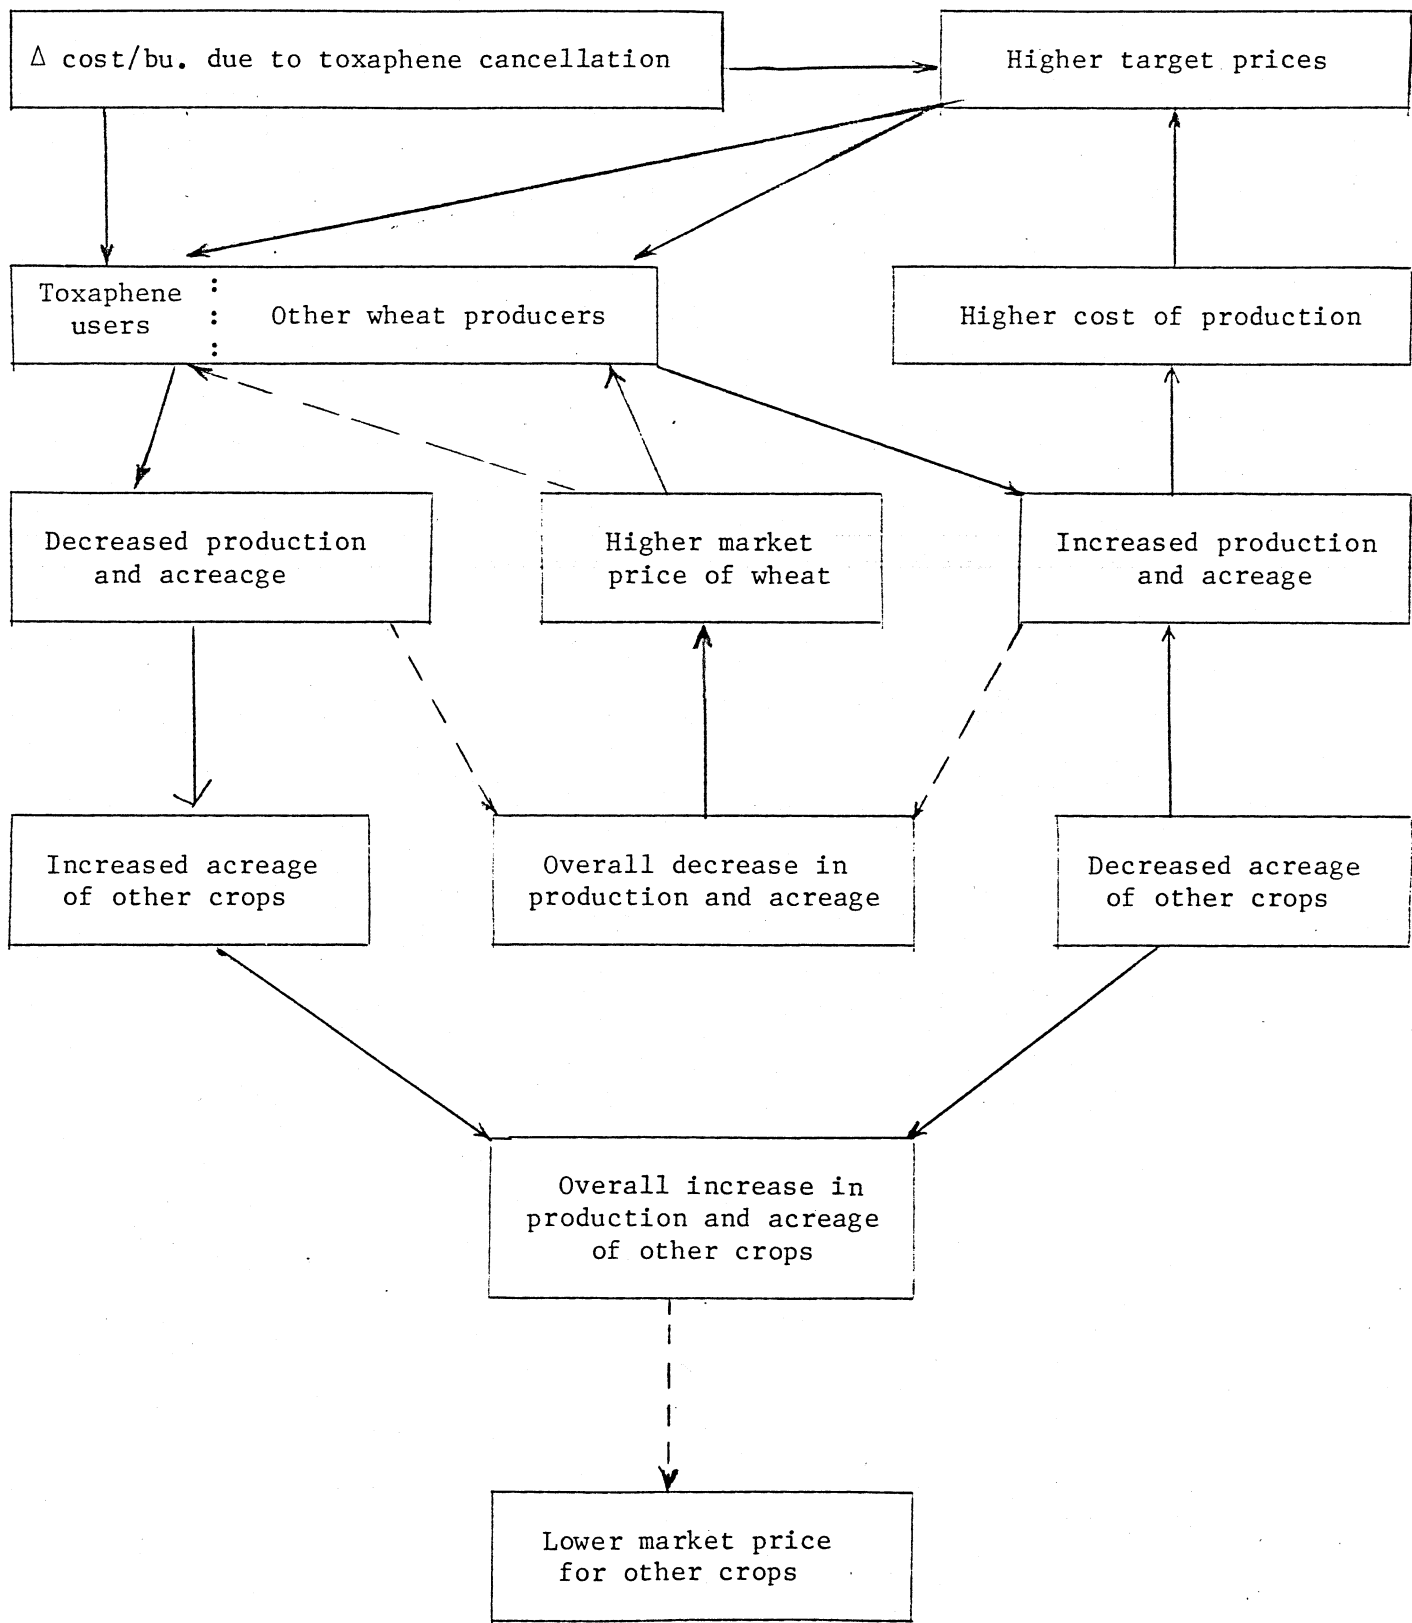 Δ cost/bu. due to toxaphene cancellation
Higher target prices
Toxaphene
users
Other wheat producers
Higher cost of production
Decreased production
and acreacge
Higher market
price of wheat
Increased production
and acreage
Increased acreage
of other crops
Overall decrease in
production and acreage
Decreased acreage
of other crops
Overall increase in
production and acreage
of other crops
Lower market price
for other crops